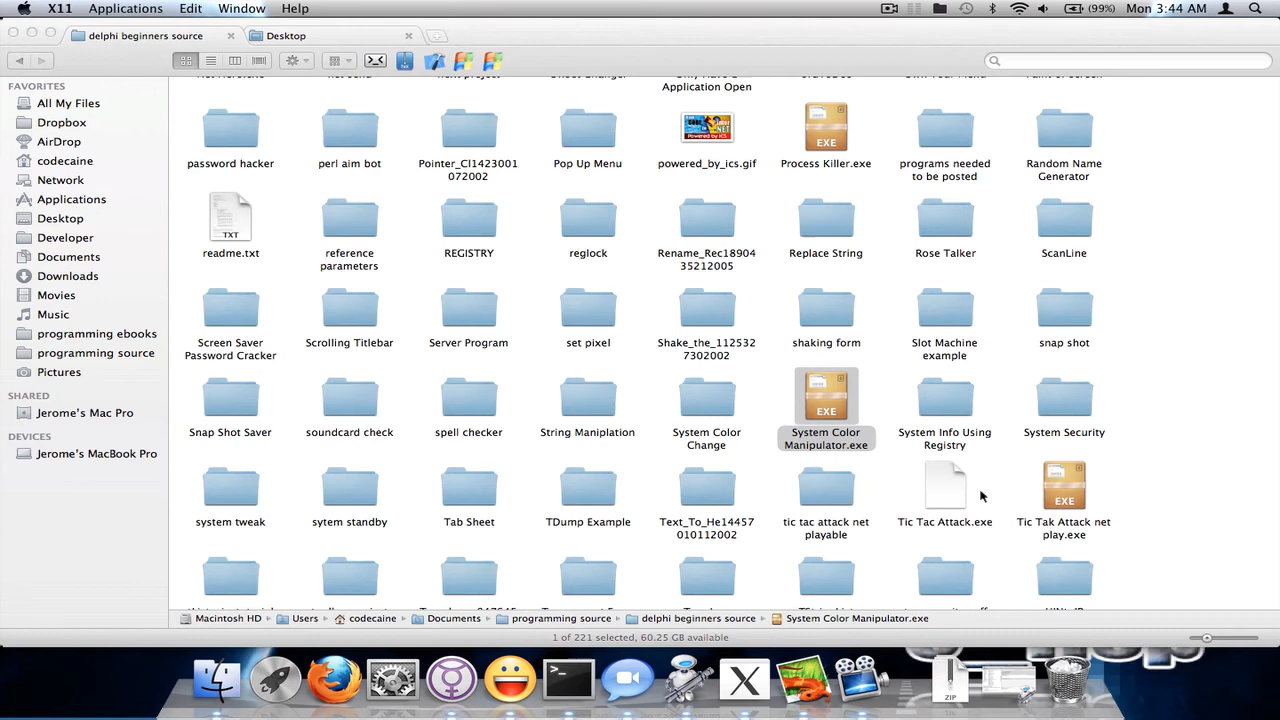 X11 Applications Edit Window Help (99%) Mon 3:44 AM
delphi beginners source Desktop
FAVORITES
All My Files
Dropbox
AirDrop
codecaine
Network
Applications
Desktop
Developer
Documents
Downloads
Movies
Music
programming ebooks
programming source
Pictures
SHARED
Jerome's Mac Pro
DEVICES
Jerome's MacBook Pro
Application Open
EXE
password hacker
perl aim bot
Pointer_Cl1423001
072002
Pop Up Menu
powered_by_ics.gif
Process Killer.exe
programs needed
to be posted
Random Name
Generator
TXT
readme.txt
reference
parameters
REGISTRY
reglock
Rename_Rec18904
35212005
Replace String
Rose Talker
ScanLine
Screen Saver
Password Cracker
Scrolling Titlebar
Server Program
set pixel
Shake_the_112532
7302002
shaking form
Slot Machine
example
snap shot
EXE
Snap Shot Saver
soundcard check
spell checker
String Maniplation
System Color
Change
System Color
Manipulator.exe
System Info Using
Registry
System Security
EXE
system tweak
sytem standby
Tab Sheet
TDump Example
Text_To_He14457
010112002
tic tac attack net
playable
Tic Tac Attack.exe
Tic Tak Attack net
play.exe
Macintosh HD Users codecaine Documents programming source delphi beginners source System Color Manipulator.exe
1 of 221 selected, 60.25 GB available
ZIP